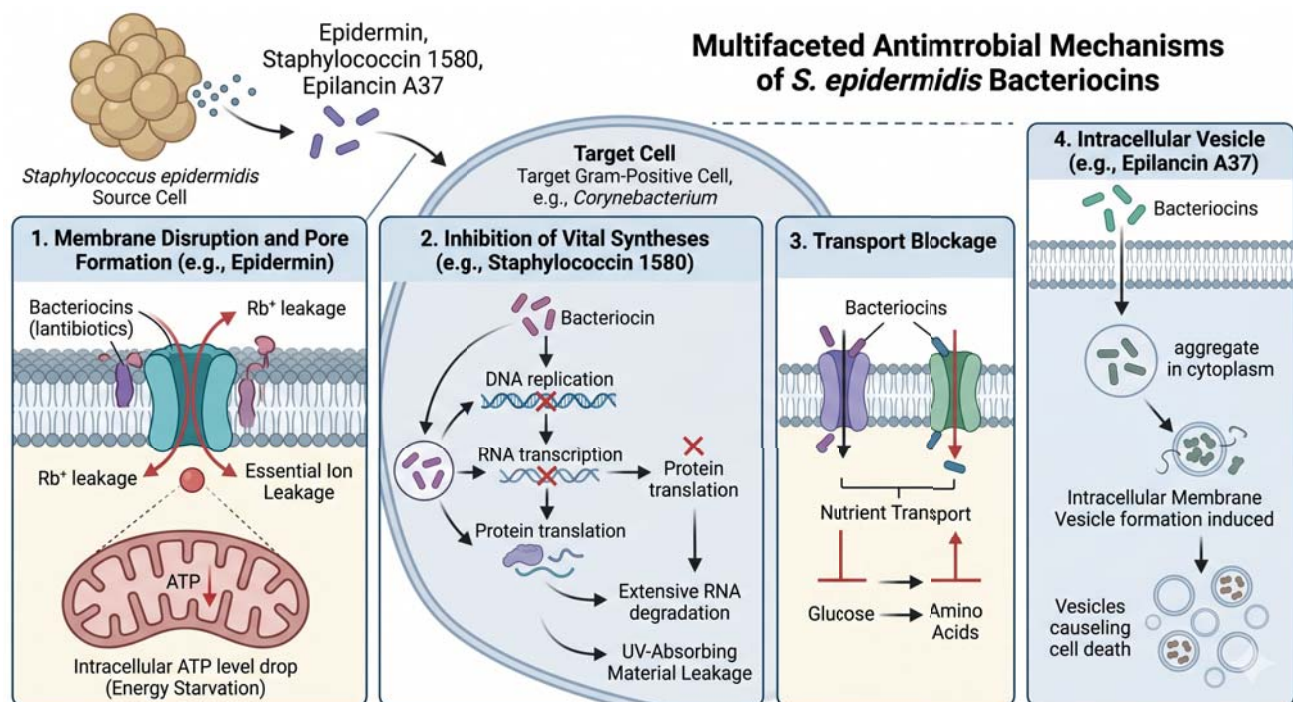 Epidermin,
Staphylococcin 1580,
Epilancin A37
Multifaceted Antimτrobial Mechanisms
of S. epidermidis Bacteriocins
Staphylococcus epidermidis
Source Cell
Target Cell
Target Gram-Positive Cell,
e.g., Corynebacterium
1. Membrane Disruption and Pore
Formation (e.g., Epidermin)
Bacteriocins
(lantibiotics)
Rb⁺ leakage
Rb⁺ leakage
Essential Ion
Leakage
ATP
Intracellular ATP level drop
(Energy Starvation)
2. Inhibition of Vital Syntheses
(e.g., Staphylococcin 1580)
Bacteriocin
DNA replication
RNA transcription
Protein
translation
Protein translation
Extensive RNA
degradation
UV-Absorbing
Material Leakage
3. Transport Blockage
Bacteriocins
Nutrient Transport
Glucose
Amino
Acids
4. Intracellular Vesicle
(e.g., Epilancin A37)
Bacteriocins
aggregate
in cytoplasm
Intracellular Membrane
Vesicle formation induced
Vesicles
causeling
cell death